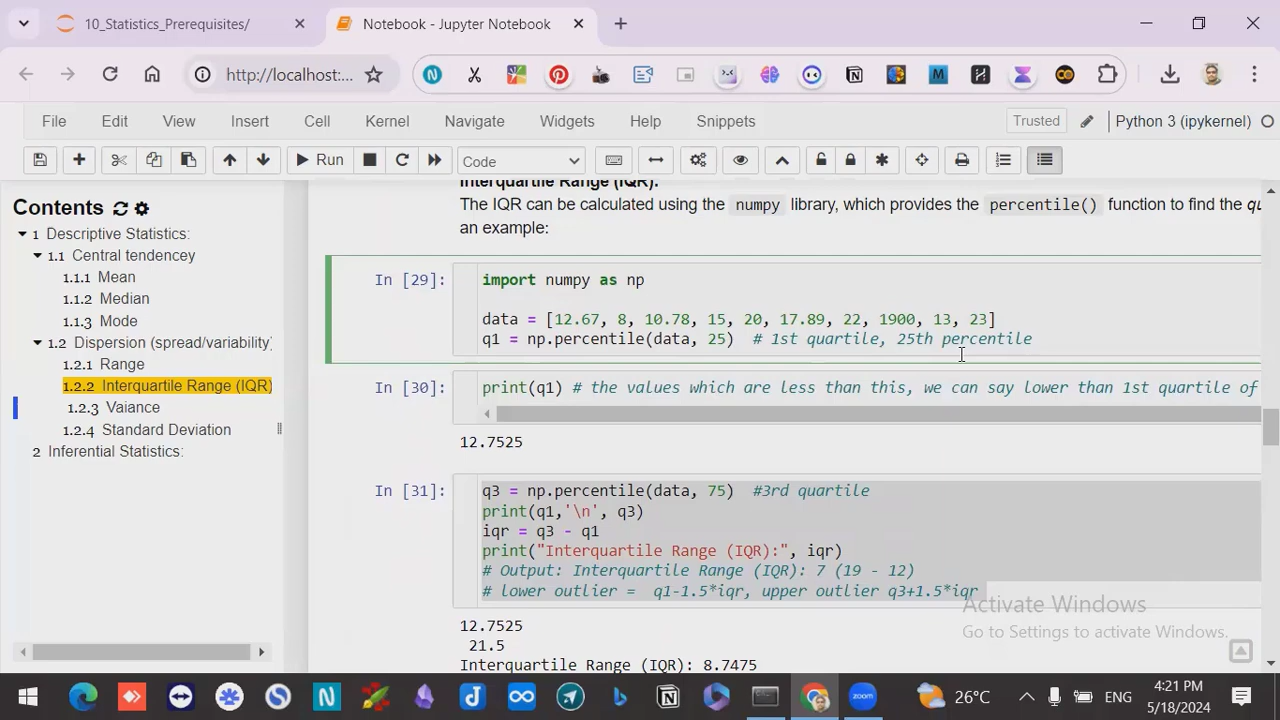 10_Statistics_Prerequisites/
Notebook - Jupyter Notebook
http://localhost:...
File Edit View Insert Cell Kernel Navigate Widgets Help Snippets
Trusted
Python 3 (ipykernel)
Run
Code
Contents
1 Descriptive Statistics:
1.1 Central tendencey
1.1.1 Mean
1.1.2 Median
1.1.3 Mode
1.2 Dispersion (spread/variability)
1.2.1 Range
1.2.2 Interquartile Range (IQR)
1.2.3 Vaiance
1.2.4 Standard Deviation
2 Inferential Statistics:
Interquartile Range (IQR):
The IQR can be calculated using the numpy library, which provides the percentile() function to find the
an example:
In [29]:
import numpy as np
data = [12.67, 8, 10.78, 15, 20, 17.89, 22, 1900, 13, 23]
q1 = np.percentile(data, 25) # 1st quartile, 25th percentile
In [30]:
print(q1) # the values which are less than this, we can say lower than 1st quartile of
12.7525
In [31]:
q3 = np.percentile(data, 75) #3rd quartile
print(q1,'\n', q3)
iqr = q3 - q1
print("Interquartile Range (IQR):", iqr)
# Output: Interquartile Range (IQR): 7 (19 - 12)
# lower outlier = q1-1.5*iqr, upper outlier q3+1.5*iqr
12.7525
21.5
Interquartile Range (IQR): 8.7475
Activate Windows
Go to Settings to activate Windows.
zoom
26°C
ENG
4:21 PM
5/18/2024